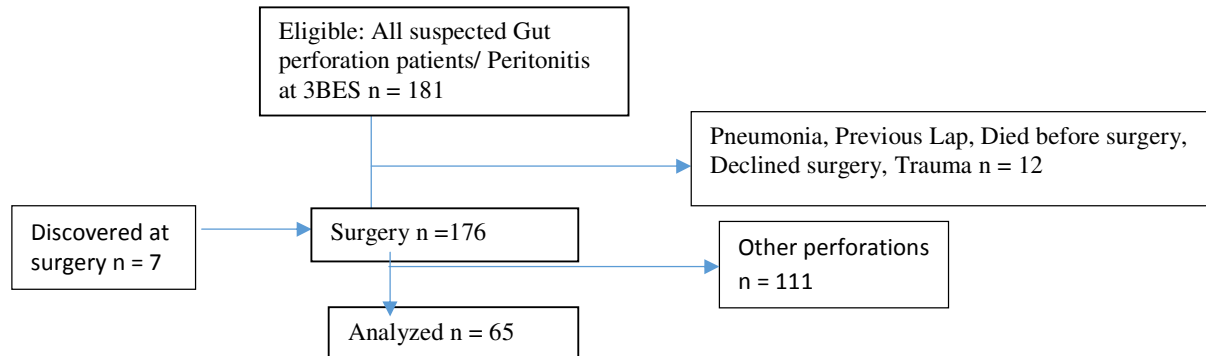 Eligible: All suspected Gut
perforation patients/ Peritonitis
at 3BES n = 181
Pneumonia, Previous Lap, Died before surgery,
Declined surgery, Trauma n = 12
Discovered at
surgery n = 7
Surgery n =176
Other perforations
n = 111
Analyzed n = 65